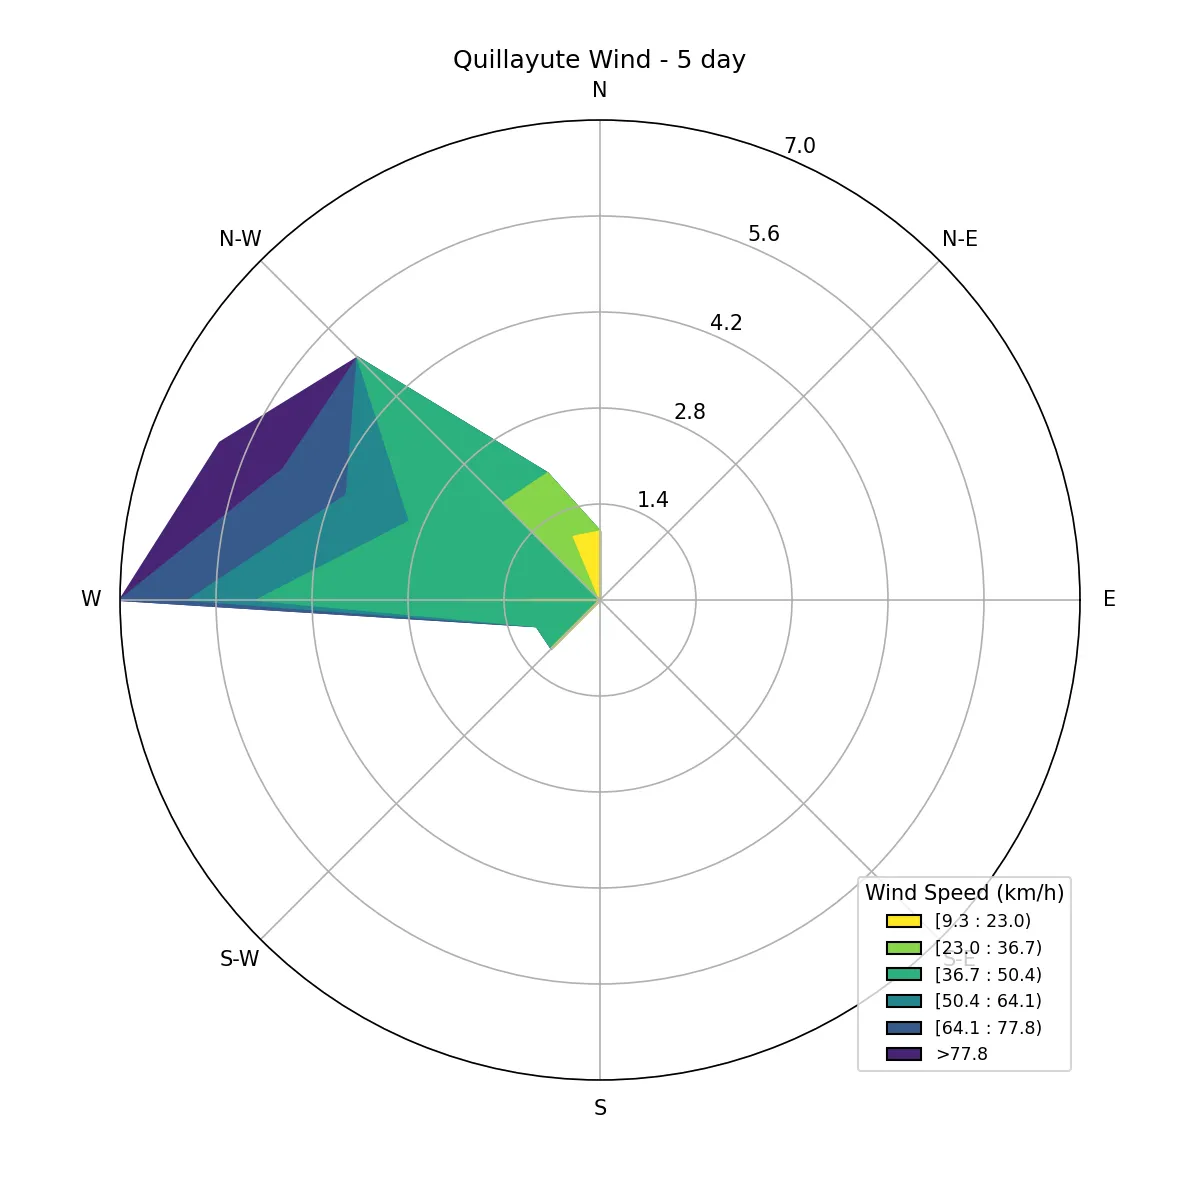 Quillayute Wind - 5 day
N
7.0
N-W
5.6
N-E
4.2
2.8
1.4
W
E
S-W
S-E
S
Wind Speed (km/h)
[9.3 : 23.0)
[23.0 : 36.7)
[36.7 : 50.4)
[50.4 : 64.1)
[64.1 : 77.8)
>77.8